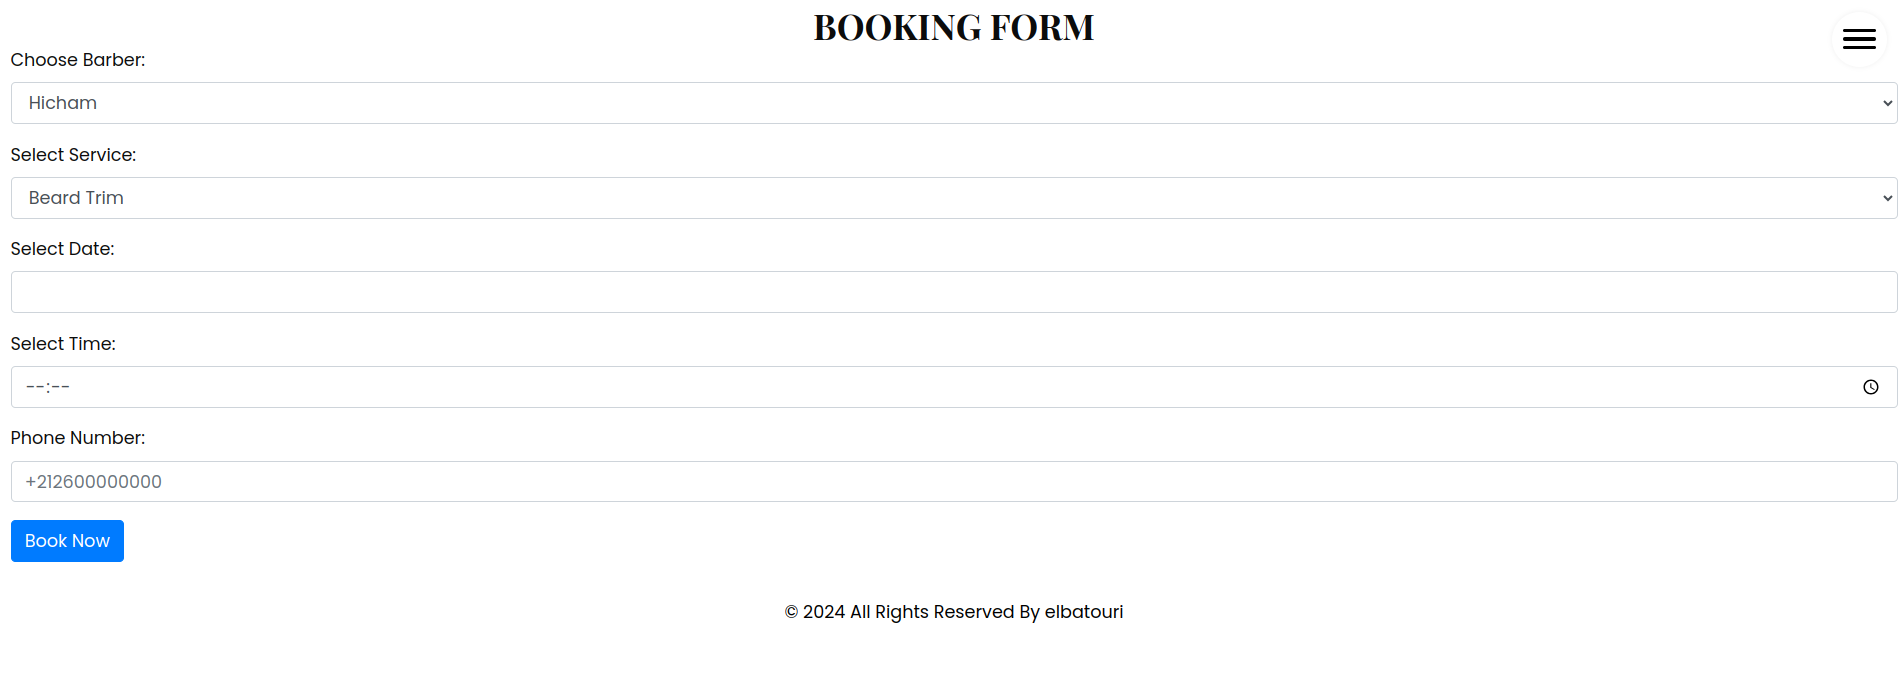 BOOKING FORM
Choose Barber:
Hicham
Select Service:
Beard Trim
Select Date:
Select Time:
--:--
Phone Number:
+212600000000
Book Now
© 2024 All Rights Reserved By elbatouri